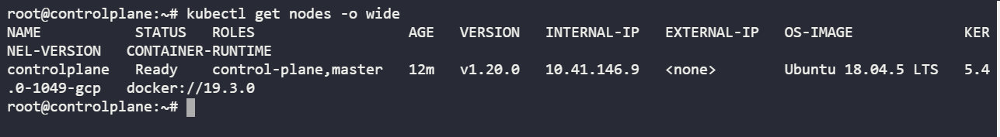 root@controlplane:~# kubectl get nodes -o wide
NAME           STATUS   ROLES                  AGE   VERSION   INTERNAL-IP   EXTERNAL-IP   OS-IMAGE             KER
NEL-VERSION   CONTAINER-RUNTIME
controlplane   Ready    control-plane,master   12m   v1.20.0   10.41.146.9   <none>        Ubuntu 18.04.5 LTS   5.4
.0-1049-gcp   docker://19.3.0
root@controlplane:~#